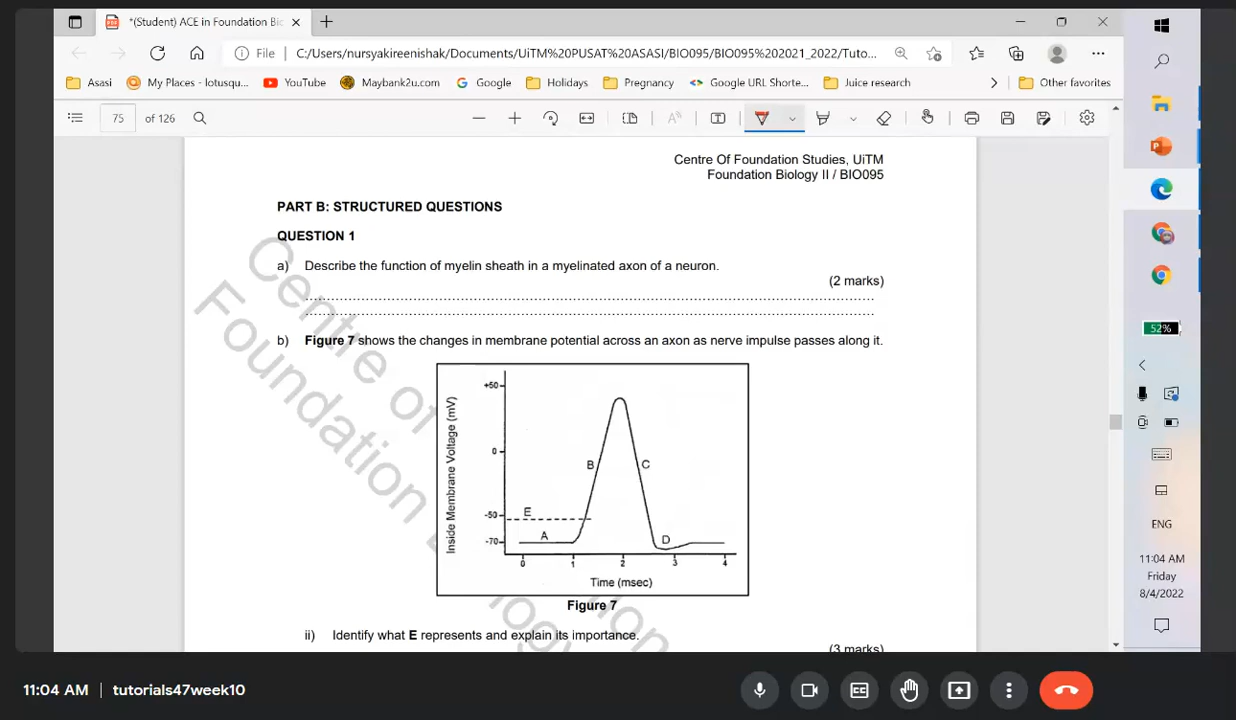 *(Student) ACE in Foundation Bio
File
C:/Users/nursyakireenishak/Documents/UiTM%20PUSAT%20ASASI/BIO095/BIO095%202021_2022/Tuto...
Asasi
My Places - lotusqu...
YouTube
Maybank2u.com
Google
Holidays
Pregnancy
Google URL Shorte...
Juice research
Other favorites
75 of 126
Centre Of Foundation Studies, UiTM
Foundation Biology II / BIO095
PART B: STRUCTURED QUESTIONS
QUESTION 1
a) Describe the function of myelin sheath in a myelinated axon of a neuron.
(2 marks)
b) Figure 7 shows the changes in membrane potential across an axon as nerve impulse passes along it.
Inside Membrane Voltage (mV)
+50
0
-50
-70
A
B
C
D
E
0 1 2 3 4
Time (msec)
Figure 7
ii) Identify what E represents and explain its importance.
(3 marks)
Centre of
Foundation
52%
ENG
11:04 AM
Friday
8/4/2022
11:04 AM | tutorials47week10